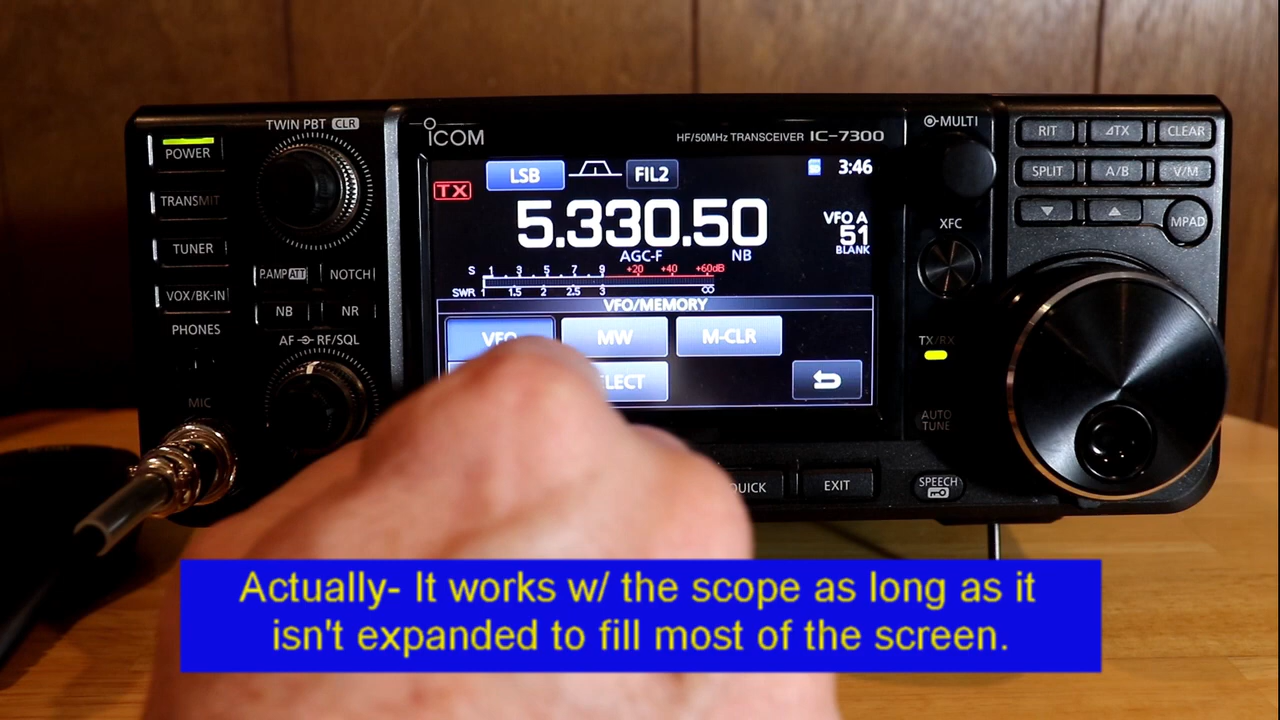 TWIN PBT CLR
ICOM
HF/50MHz TRANSCEIVER IC-7300
MULTI
POWER
TRANSMIT
TUNER
VOX/BK-IN
PHONES
MIC
P.AMP ATT
NOTCH
NB
NR
AF RF/SQL
LSB
FIL2
3:46
TX
5.330.50
VFO A
51
BLANK
AGC-F
NB
S 1 3 5 7 9 +20 +40 +60dB
SWR 1 1.5 2 2.5 3 ∞
VFO/MEMORY
VFO
MW
M-CLR
EXIT
RIT
ΔTX
CLEAR
SPLIT
A/B
V/M
MPAD
XFC
TX/RX
AUTO
TUNE
SPEECH
Actually- It works w/ the scope as long as it
isn't expanded to fill most of the screen.